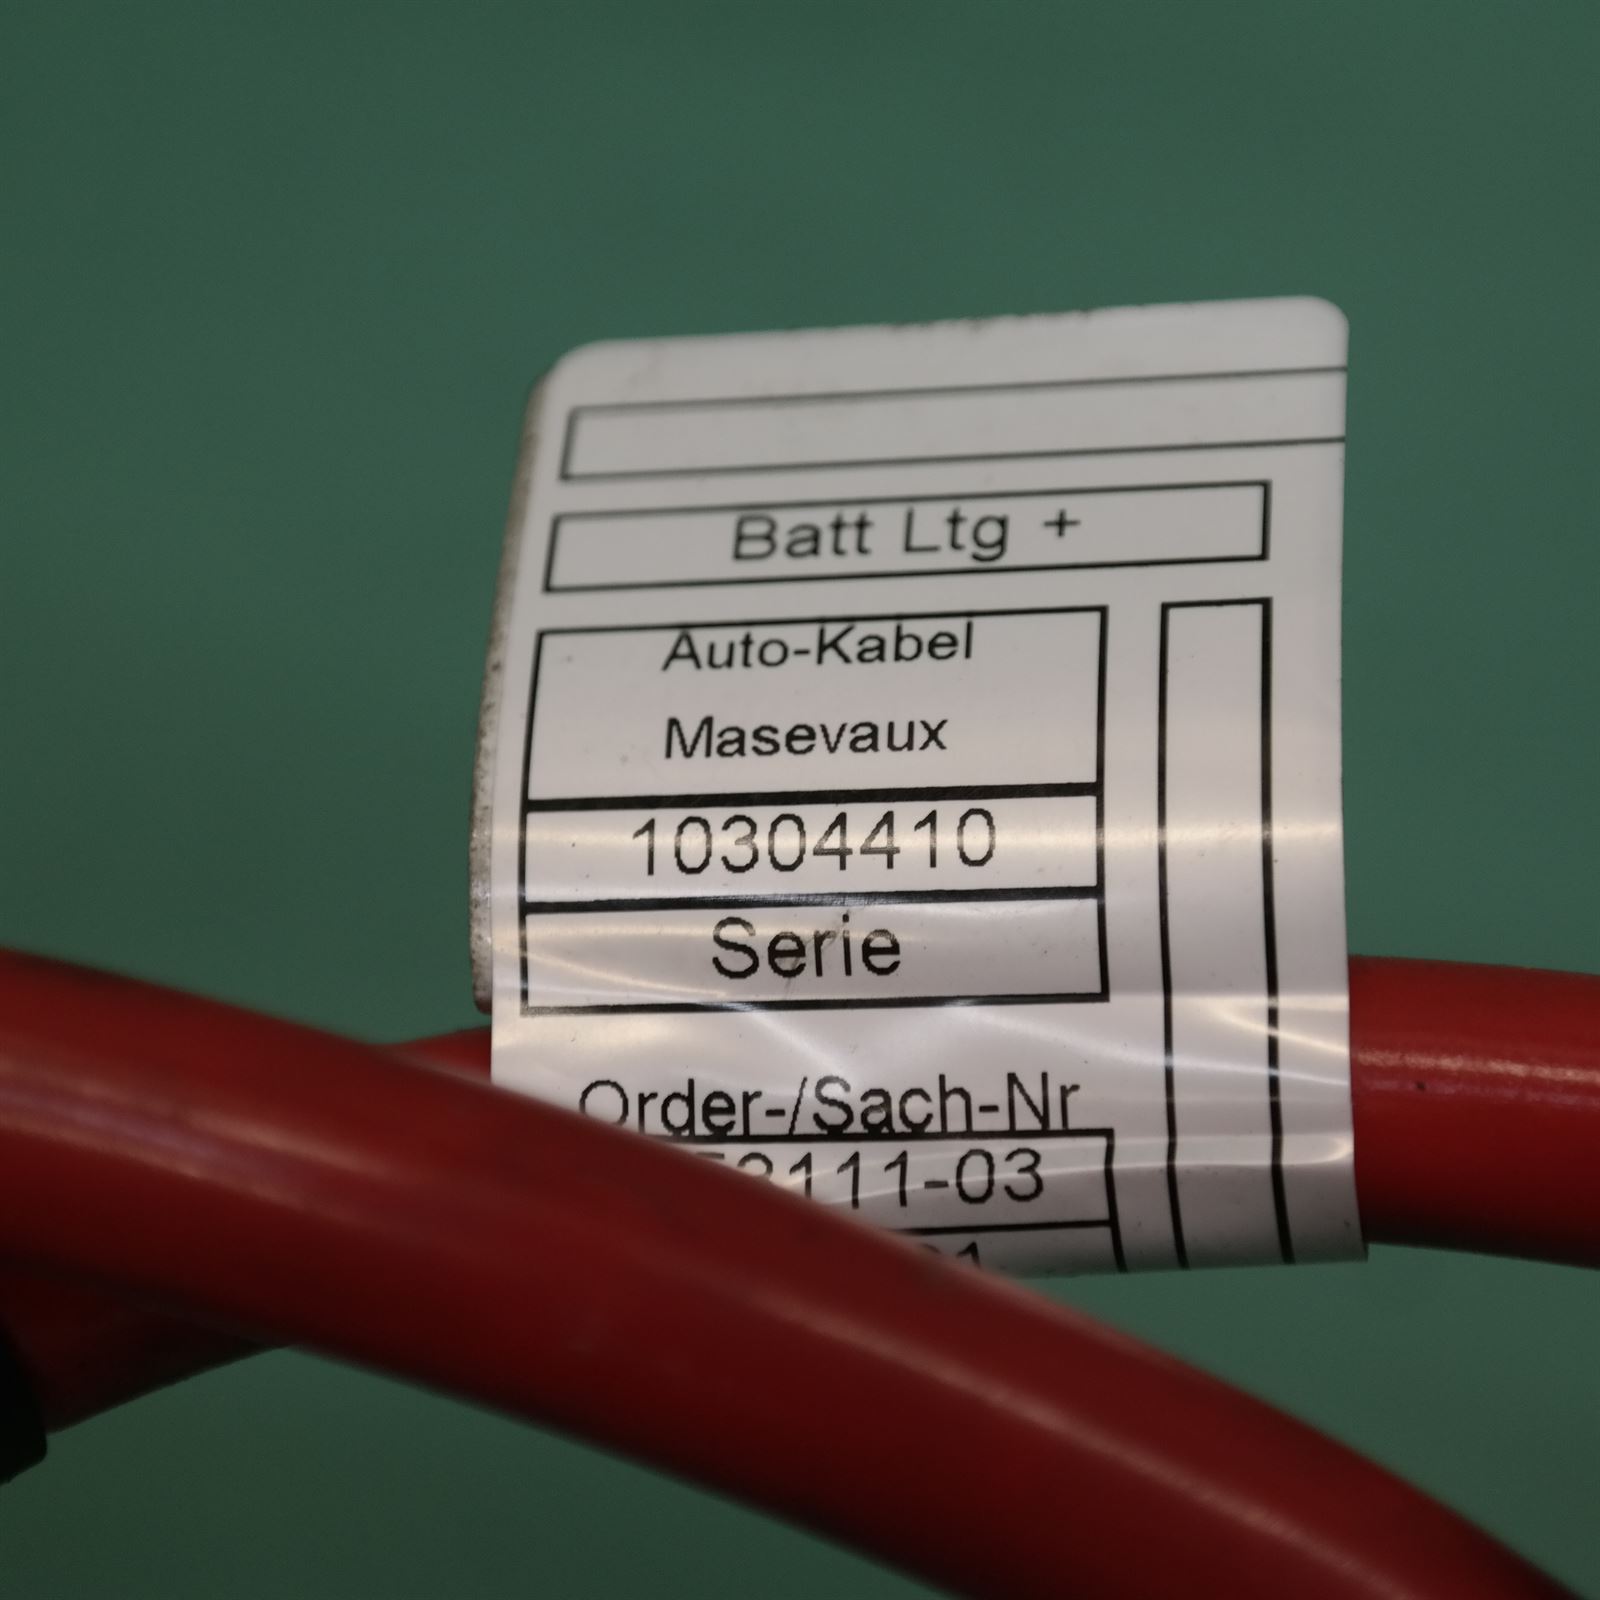 Batt Ltg +
Auto-Kabel
Masevaux
10304410
Serie
Order-/Sach-Nr